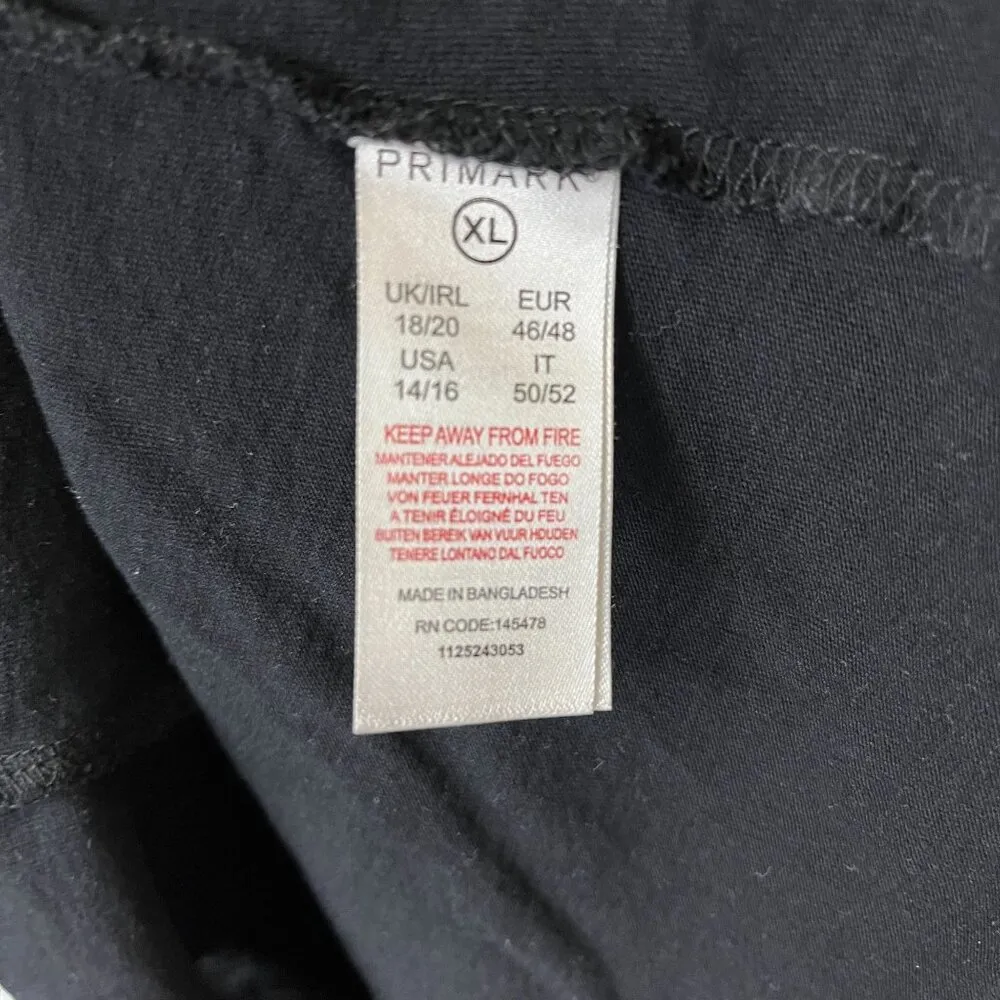 PRIMARK®
XL
UK/IRL EUR
18/20 46/48
USA IT
14/16 50/52
KEEP AWAY FROM FIRE
MANTENER ALEJADO DEL FUEGO
MANTER LONGE DO FOGO
VON FEUER FERNHALTEN
A TENIR ÉLOIGNÉ DU FEU
BUITEN BEREIK VAN VUUR HOUDEN
TENERE LONTANO DAL FUOCO
MADE IN BANGLADESH
RN CODE:145478
1125243053